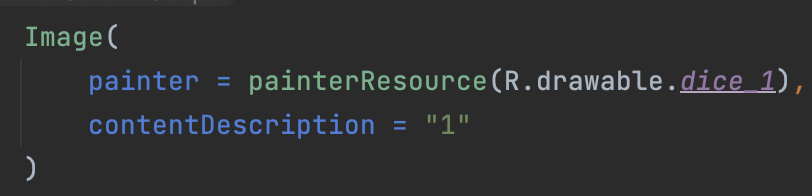 Image(
    painter = painterResource(R.drawable.dice_1),
    contentDescription = "1"
)